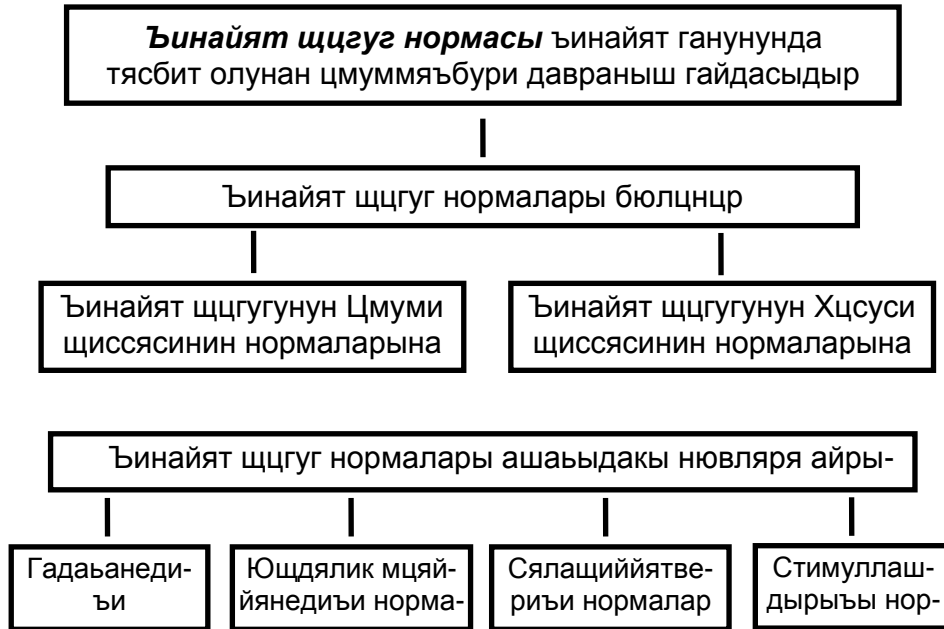 Ъинайят щцгуг нормасы ъинайят ганунунда
тясбит олунан цмуммяъбури давраныш гайдасыдыр
Ъинайят щцгуг нормалары бюлцнцр
Ъинайят щцгугунун Цмуми
щиссясинин нормаларына
Ъинайят щцгугунун Хцсуси
щиссясинин нормаларына
Ъинайят щцгуг нормалары ашаьыдакы нювляря айры-
Гадаьанеди-
ъи
Ющдялик мцяй-
йянедиъи норма-
Сялащиййятве-
риъи нормалар
Стимуллаш-
дырыъы нор-